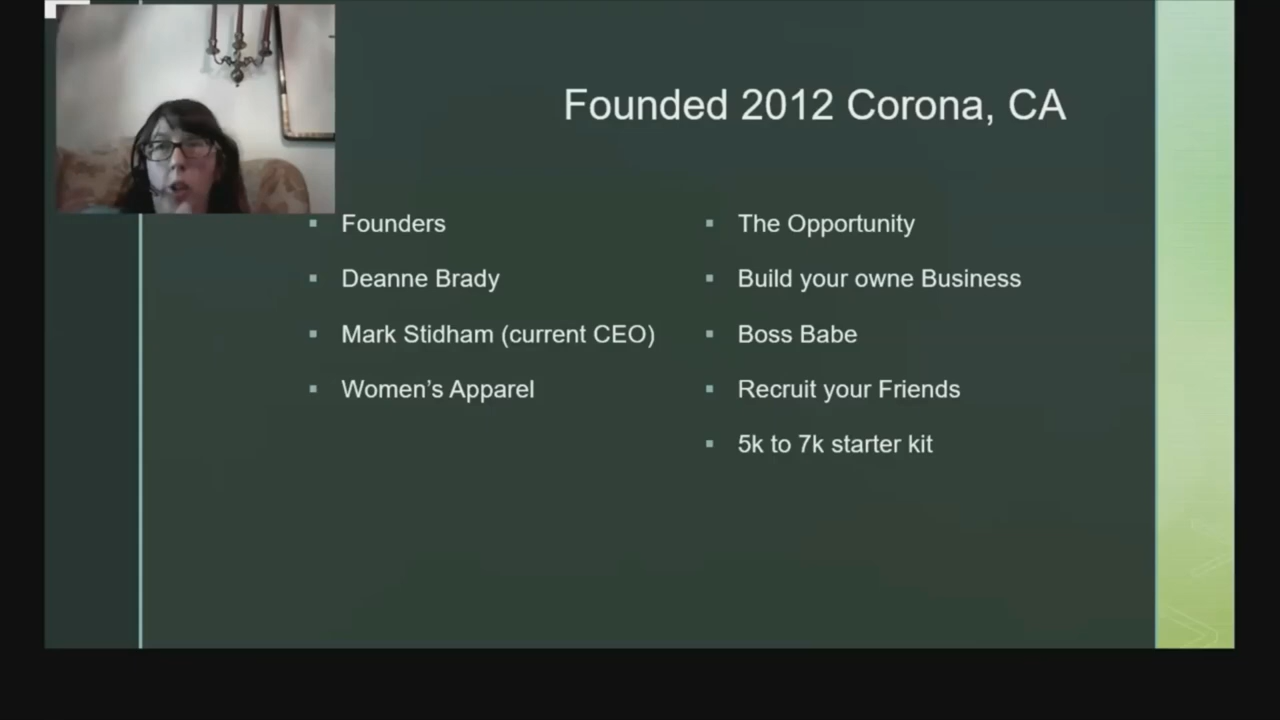 Founded 2012 Corona, CA
Founders
Deanne Brady
Mark Stidham (current CEO)
Women’s Apparel
The Opportunity
Build your owne Business
Boss Babe
Recruit your Friends
5k to 7k starter kit